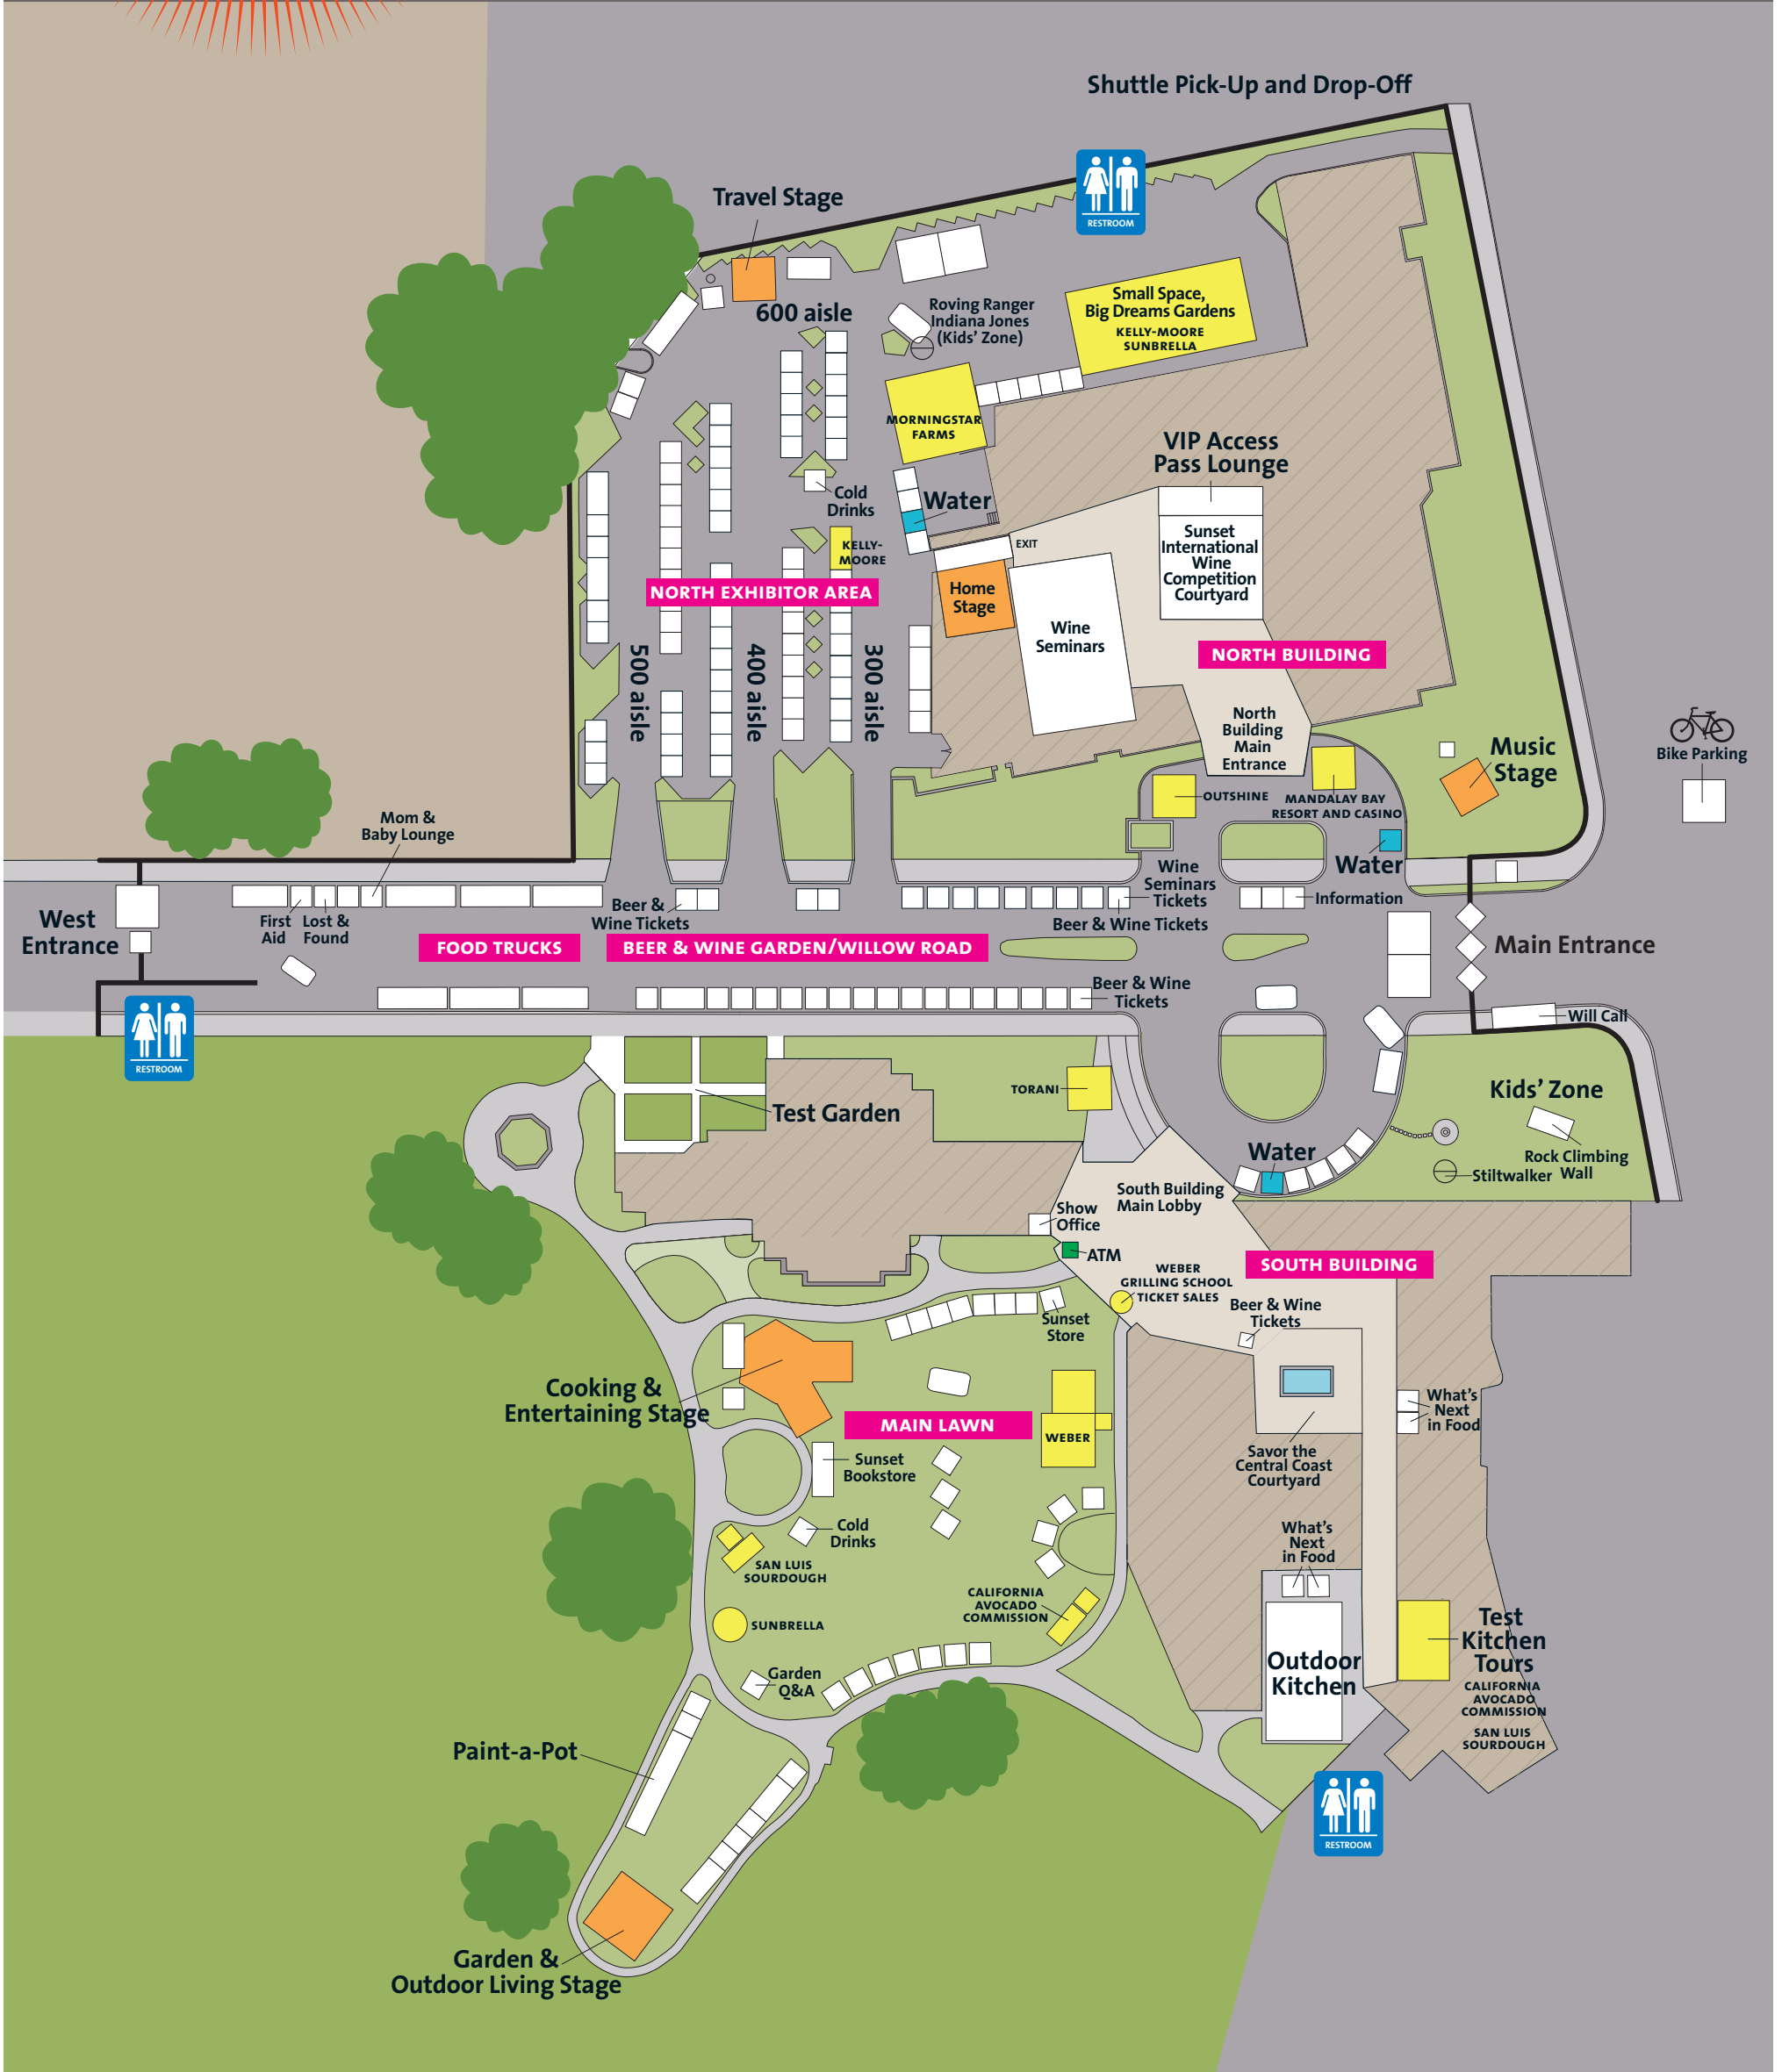 Shuttle Pick-Up and Drop-Off
RESTROOM
Travel Stage
600 aisle
Roving Ranger
Indiana Jones
(Kids' Zone)
Small Space,
Big Dreams Gardens
KELLY-MOORE
SUNBRELLA
MORNINGSTAR
FARMS
VIP Access
Pass Lounge
Cold
Drinks
Water
KELLY-
MOORE
EXIT
Sunset
International
Wine
Competition
Courtyard
NORTH EXHIBITOR AREA
Home
Stage
Wine
Seminars
NORTH BUILDING
500 aisle
400 aisle
300 aisle
North
Building
Main
Entrance
Music
Stage
Bike Parking
OUTSHINE
MANDALAY BAY
RESORT AND CASINO
Mom &
Baby Lounge
Water
Wine
Seminars
Tickets
Information
West
Entrance
First
Aid
Lost &
Found
Beer &
Wine Tickets
Beer & Wine Tickets
FOOD TRUCKS
BEER & WINE GARDEN/WILLOW ROAD
Main Entrance
Beer & Wine
Tickets
Will Call
RESTROOM
TORANI
Kids' Zone
Test Garden
Water
Rock Climbing
Wall
Stiltwalker
South Building
Main Lobby
Show
Office
ATM
SOUTH BUILDING
WEBER
GRILLING SCHOOL
TICKET SALES
Beer & Wine
Tickets
Sunset
Store
Cooking &
Entertaining Stage
MAIN LAWN
WEBER
What's
Next
in Food
Sunset
Bookstore
Savor the
Central Coast
Courtyard
Cold
Drinks
What's
Next
in Food
SAN LUIS
SOURDOUGH
CALIFORNIA
AVOCADO
COMMISSION
SUNBRELLA
Test
Kitchen
Tours
Outdoor
Kitchen
Garden
Q&A
CALIFORNIA
AVOCADO
COMMISSION
SAN LUIS
SOURDOUGH
Paint-a-Pot
RESTROOM
Garden &
Outdoor Living Stage